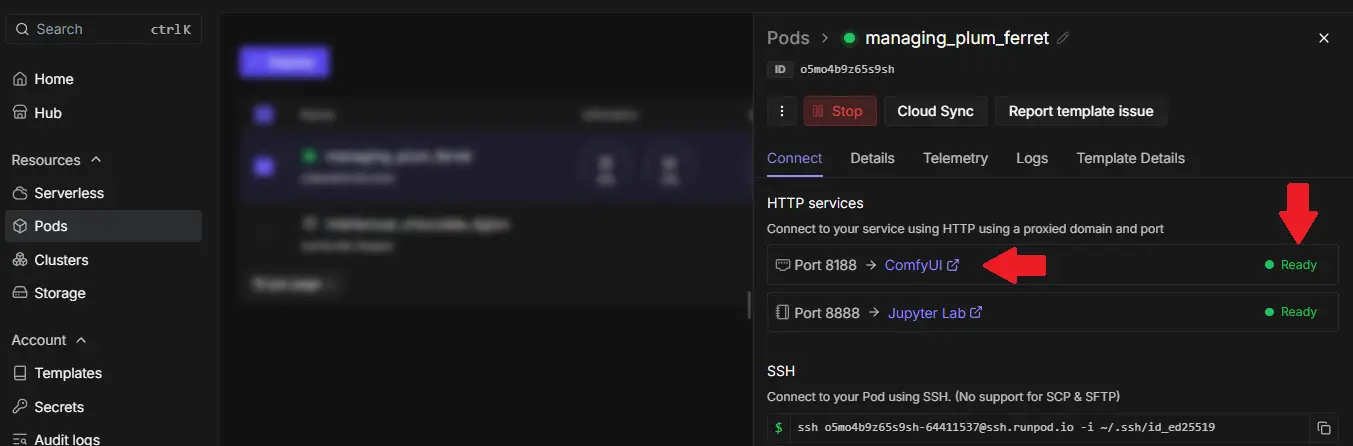 Search ctrl K
Home
Hub
Resources
Serverless
Pods
Clusters
Storage
Account
Templates
Secrets
Audit logs
managing_plum_ferret
Pods > managing_plum_ferret
ID o5mo4b9z65s9sh
Stop Cloud Sync Report template issue
Connect Details Telemetry Logs Template Details
HTTP services
Connect to your service using HTTP using a proxied domain and port
Port 8188 → ComfyUI Ready
Port 8888 → Jupyter Lab Ready
SSH
Connect to your Pod using SSH. (No support for SCP & SFTP)
$ ssh o5mo4b9z65s9sh-64411537@ssh.runpod.io -i ~/.ssh/id_ed25519